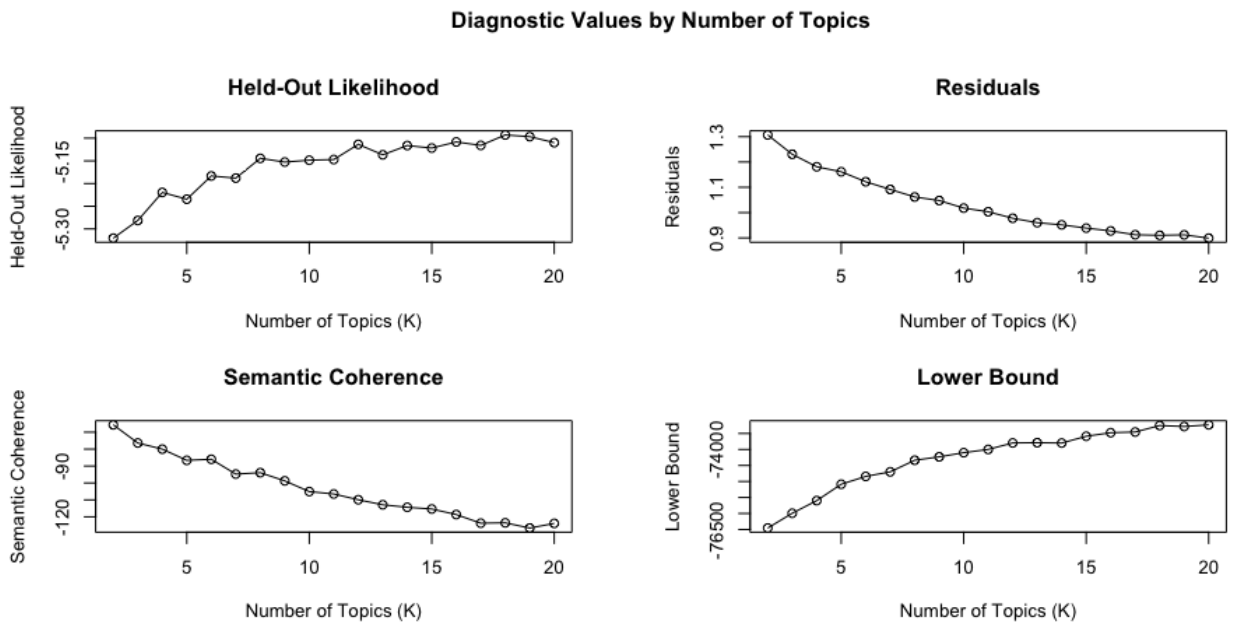 Diagnostic Values by Number of Topics
Held-Out Likelihood
Held-Out Likelihood
-5.15
-5.30
5 10 15 20
Number of Topics (K)
Residuals
Residuals
1.3
1.1
0.9
5 10 15 20
Number of Topics (K)
Semantic Coherence
Semantic Coherence
-90
-120
5 10 15 20
Number of Topics (K)
Lower Bound
Lower Bound
-74000
-76500
5 10 15 20
Number of Topics (K)